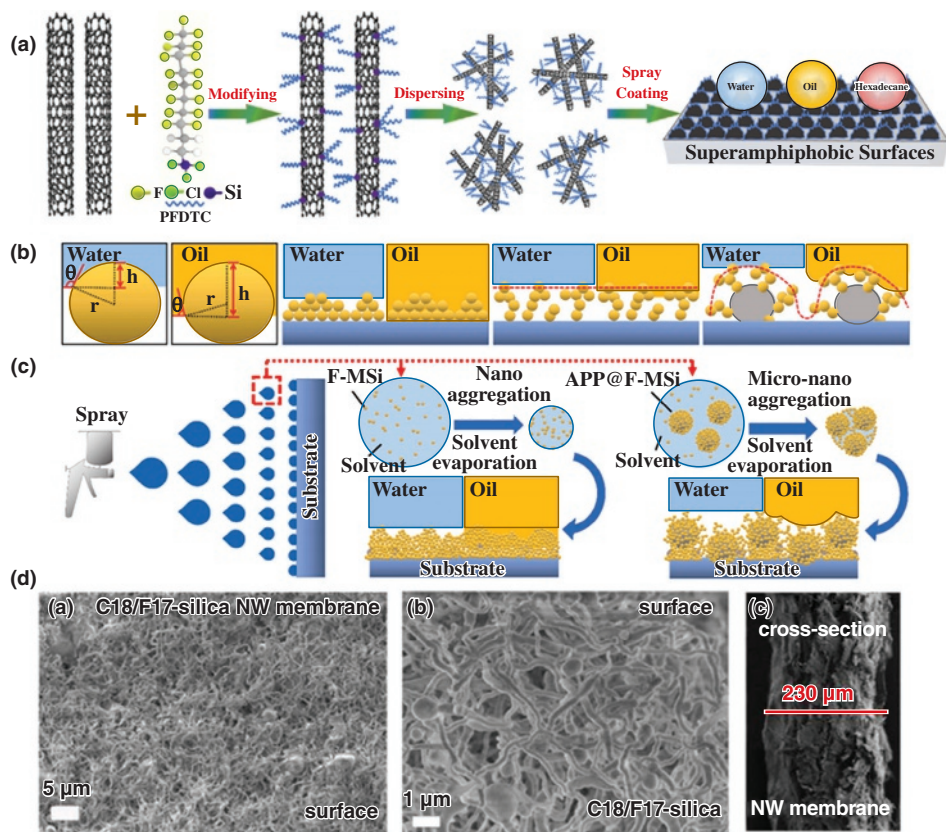 (a)
Modifying
Dispersing
Spray
Coating
Water
Oil
Hexadecane
F
Cl
Si
PFDTC
Superamphiphobic Surfaces
(b)
Water
θ
h
r
Oil
θ
h
r
Water
Oil
Water
Oil
Water
Oil
(c)
Spray
Substrate
F-MSi
Solvent
Nano
aggregation
Solvent
evaporation
Water
Oil
Substrate
APP@F-MSi
Solvent
Micro-nano
aggregation
Solvent
evaporation
Water
Oil
Substrate
(d)
(a)
C18/F17-silica NW membrane
5 μm
surface
(b)
surface
1 μm
C18/F17-silica
(c)
cross-section
230 μm
NW membrane